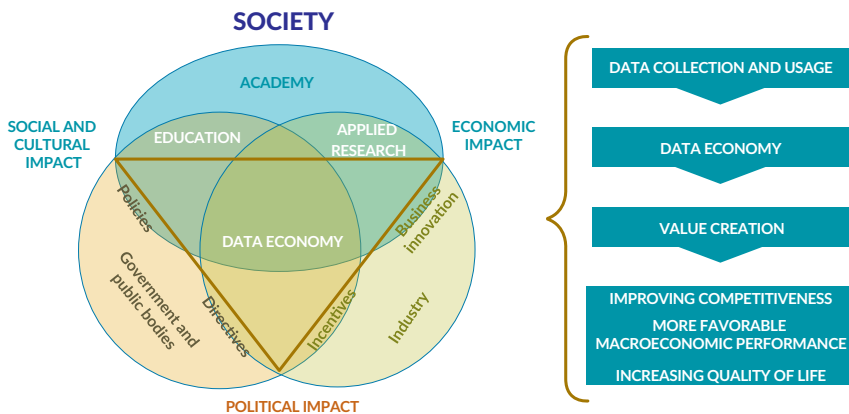 SOCIETY
ACADEMY
SOCIAL AND
CULTURAL
IMPACT
EDUCATION
APPLIED
RESEARCH
ECONOMIC
IMPACT
Policies
Business
innovation
DATA ECONOMY
Government and
public bodies
Directives
Incentives
Industry
POLITICAL IMPACT
DATA COLLECTION AND USAGE
DATA ECONOMY
VALUE CREATION
IMPROVING COMPETITIVENESS
MORE FAVORABLE
MACROECONOMIC PERFORMANCE
INCREASING QUALITY OF LIFE